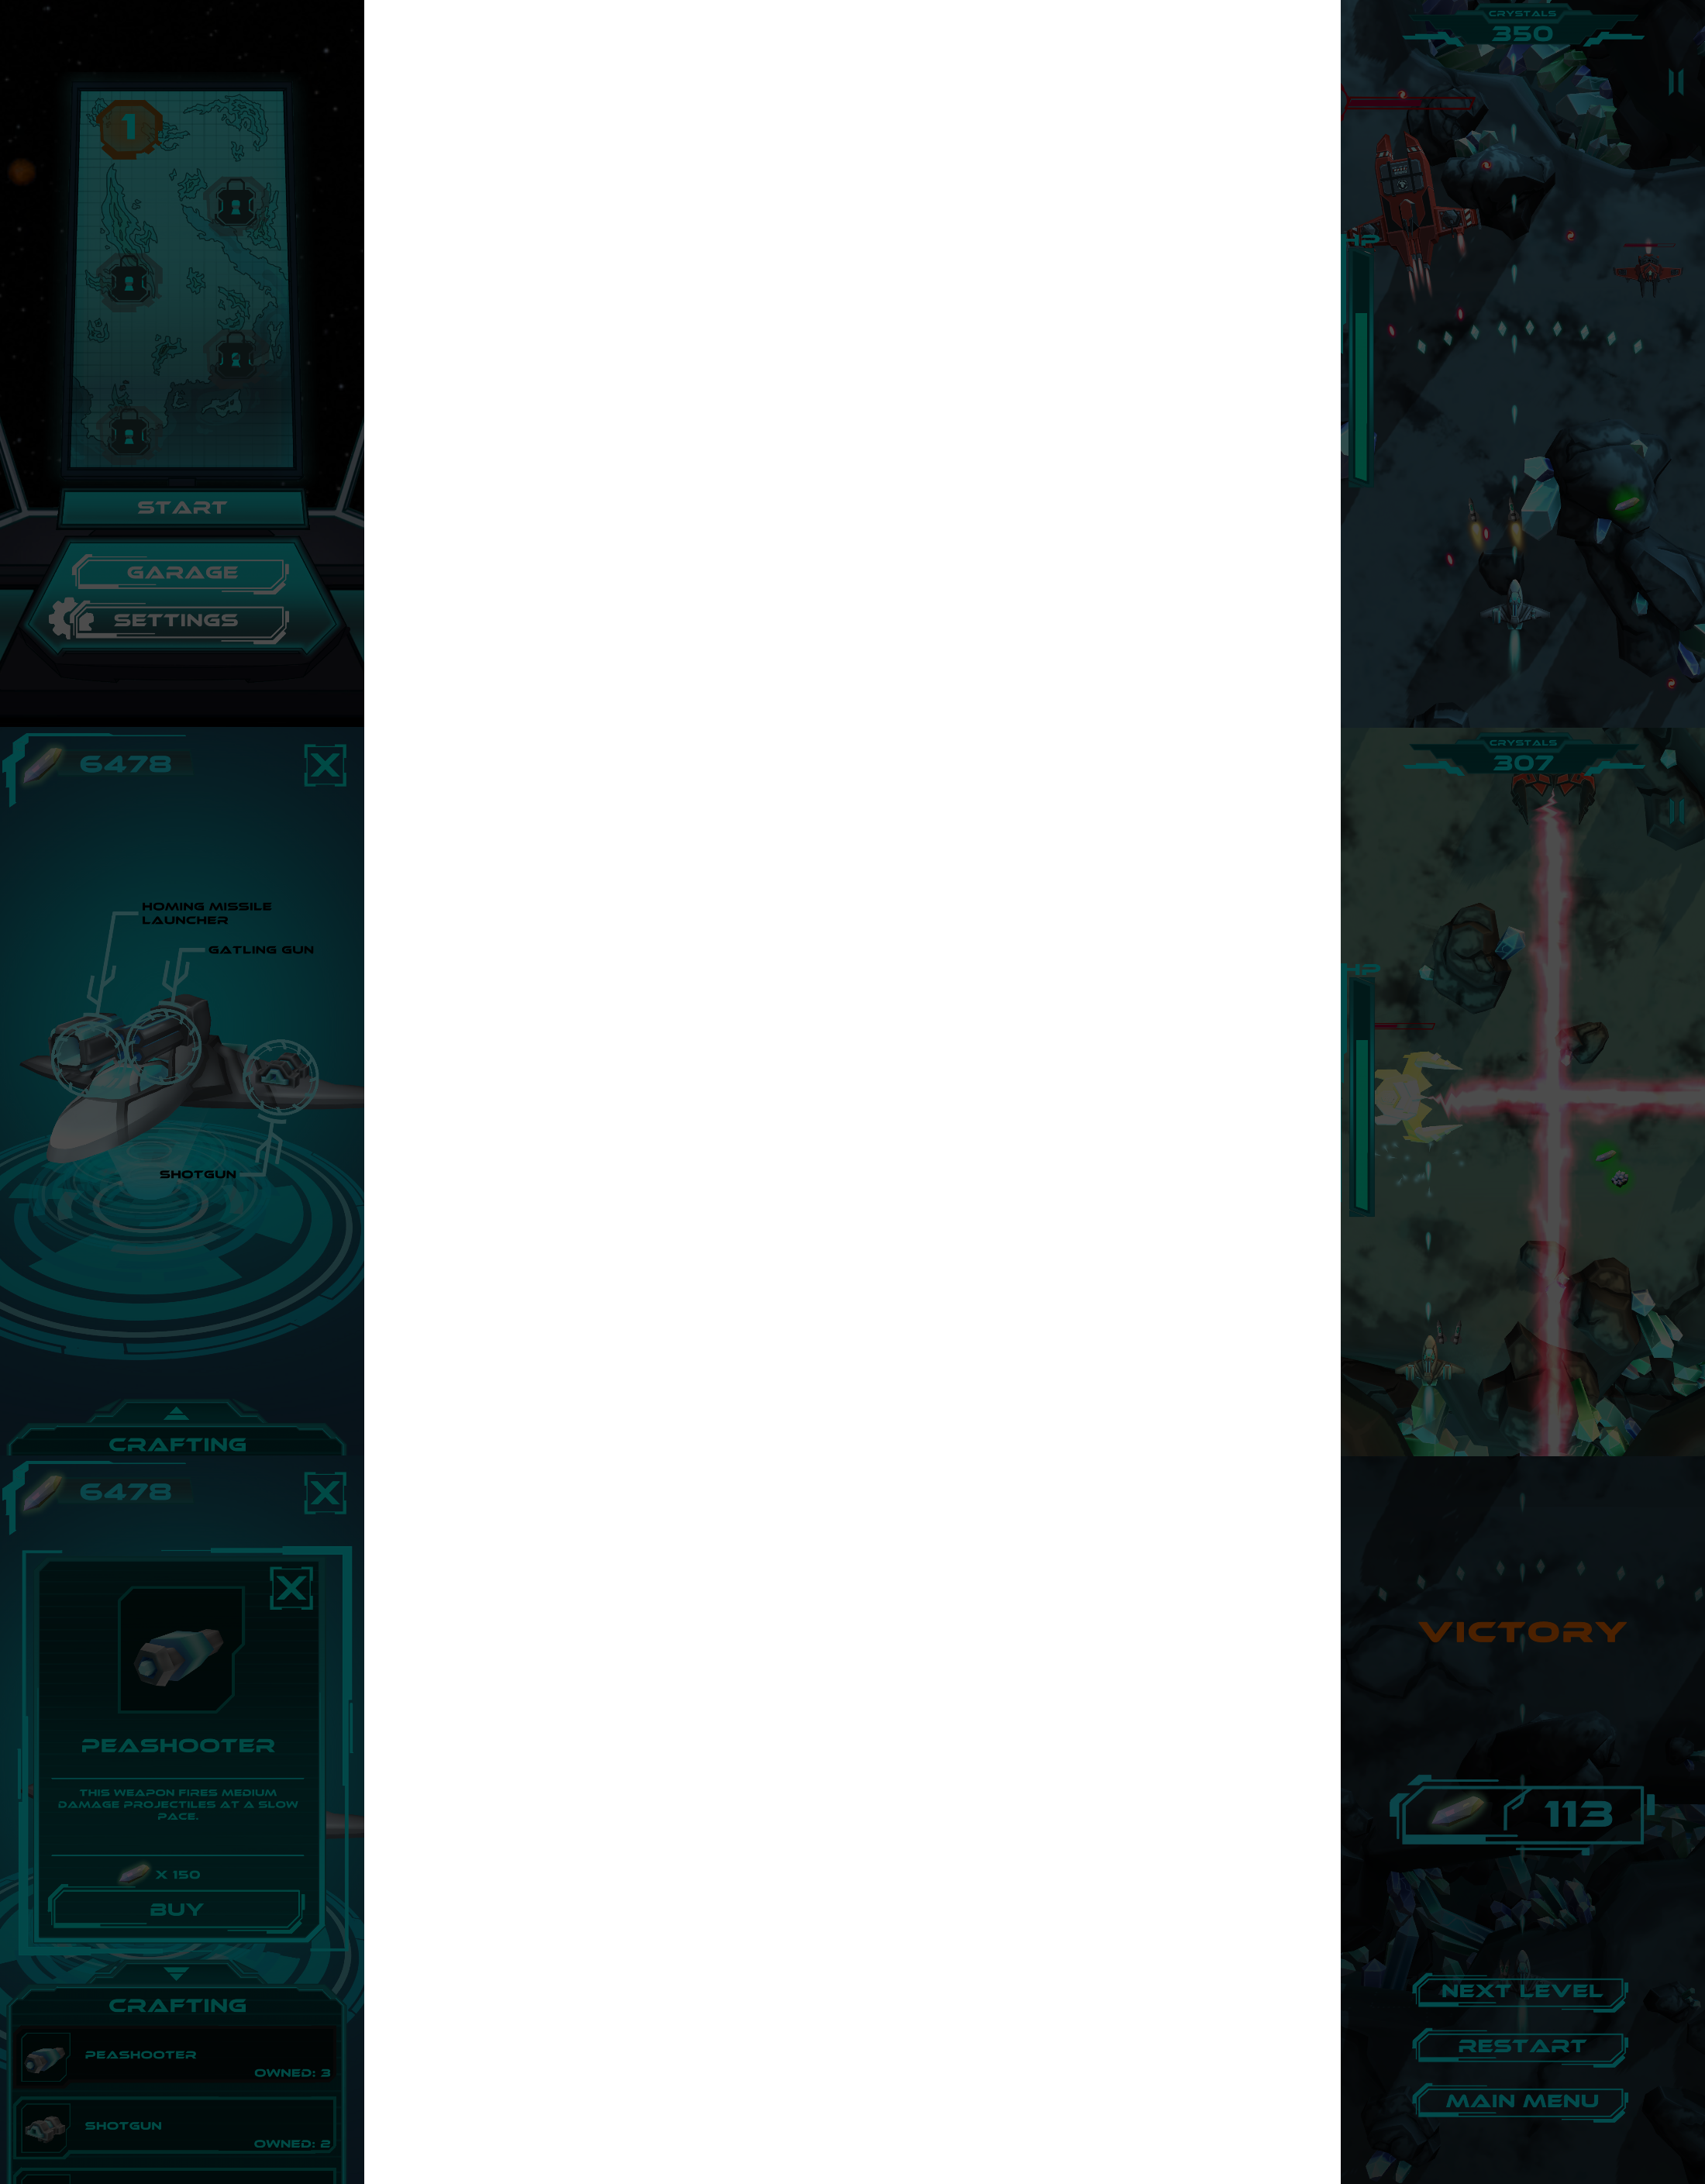 1
START
GARAGE
SETTINGS
6478
X
HOMING MISSILE
LAUNCHER
GATLING GUN
SHOTGUN
CRAFTING
6478
X
X
PEASHOOTER
THIS WEAPON FIRES MEDIUM
DAMAGE PROJECTILES AT A SLOW
PACE.
X 150
BUY
CRAFTING
PEASHOOTER
OWNED: 3
SHOTGUN
OWNED: 2
CRYSTALS
350
HP
CRYSTALS
307
HP
VICTORY
113
NEXT LEVEL
RESTART
MAIN MENU